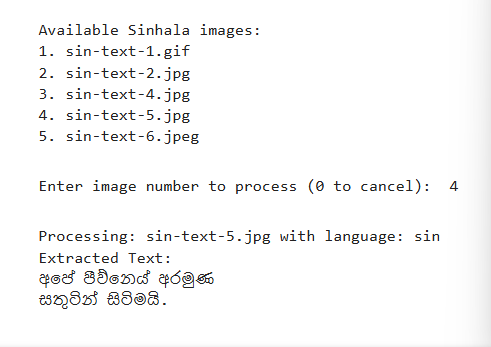 Available Sinhala images:
1. sin-text-1.gif
2. sin-text-2.jpg
3. sin-text-4.jpg
4. sin-text-5.jpg
5. sin-text-6.jpeg
Enter image number to process (0 to cancel): 4
Processing: sin-text-5.jpg with language: sin
Extracted Text:
අපේ පීව්නෙය් අරමුණ
සතුටින් සිටිමයි.